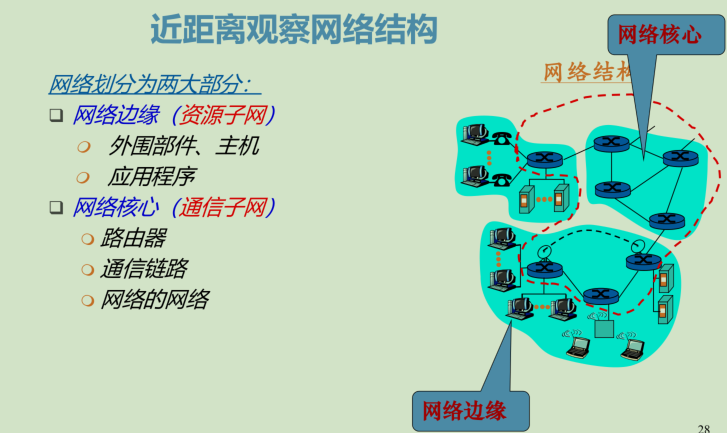 近距离观察网络结构
网络划分为两大部分：
网络边缘（资源子网）
外围部件、主机
应用程序
网络核心（通信子网）
路由器
通信链路
网络的网络
网络核心
网络结构
网络边缘
28